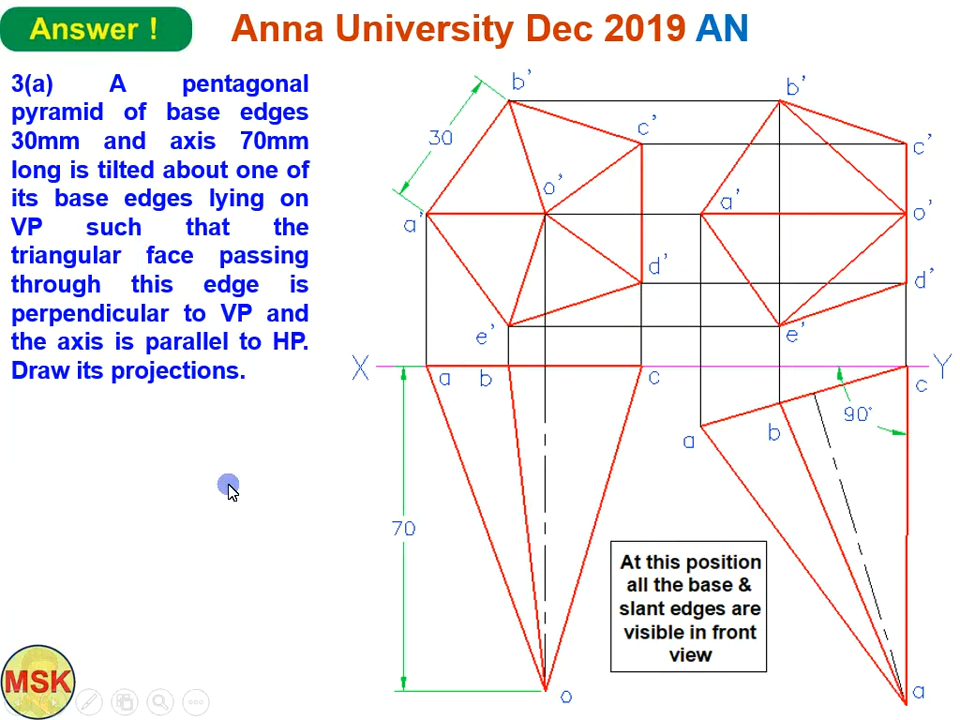 Answer !
Anna University Dec 2019 AN
3(a) A pentagonal
pyramid of base edges
30mm and axis 70mm
long is tilted about one of
its base edges lying on
VP such that the
triangular face passing
through this edge is
perpendicular to VP and
the axis is parallel to HP.
Draw its projections.
b'
30
c'
o'
a'
d'
e'
b'
c'
a'
o'
d'
e'
X
Y
a
b
c
c
90°
a
b
70
At this position
all the base &
slant edges are
visible in front
view
o
a
MSK